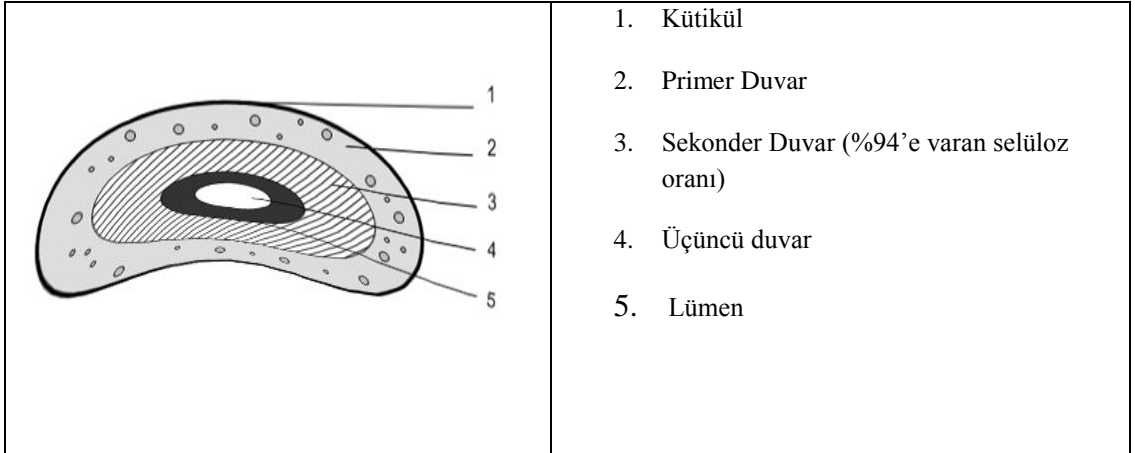 1
2
3
4
5
1. Kütikül
2. Primer Duvar
3. Sekonder Duvar (%94’e varan selüloz
oranı)
4. Üçüncü duvar
5. Lümen